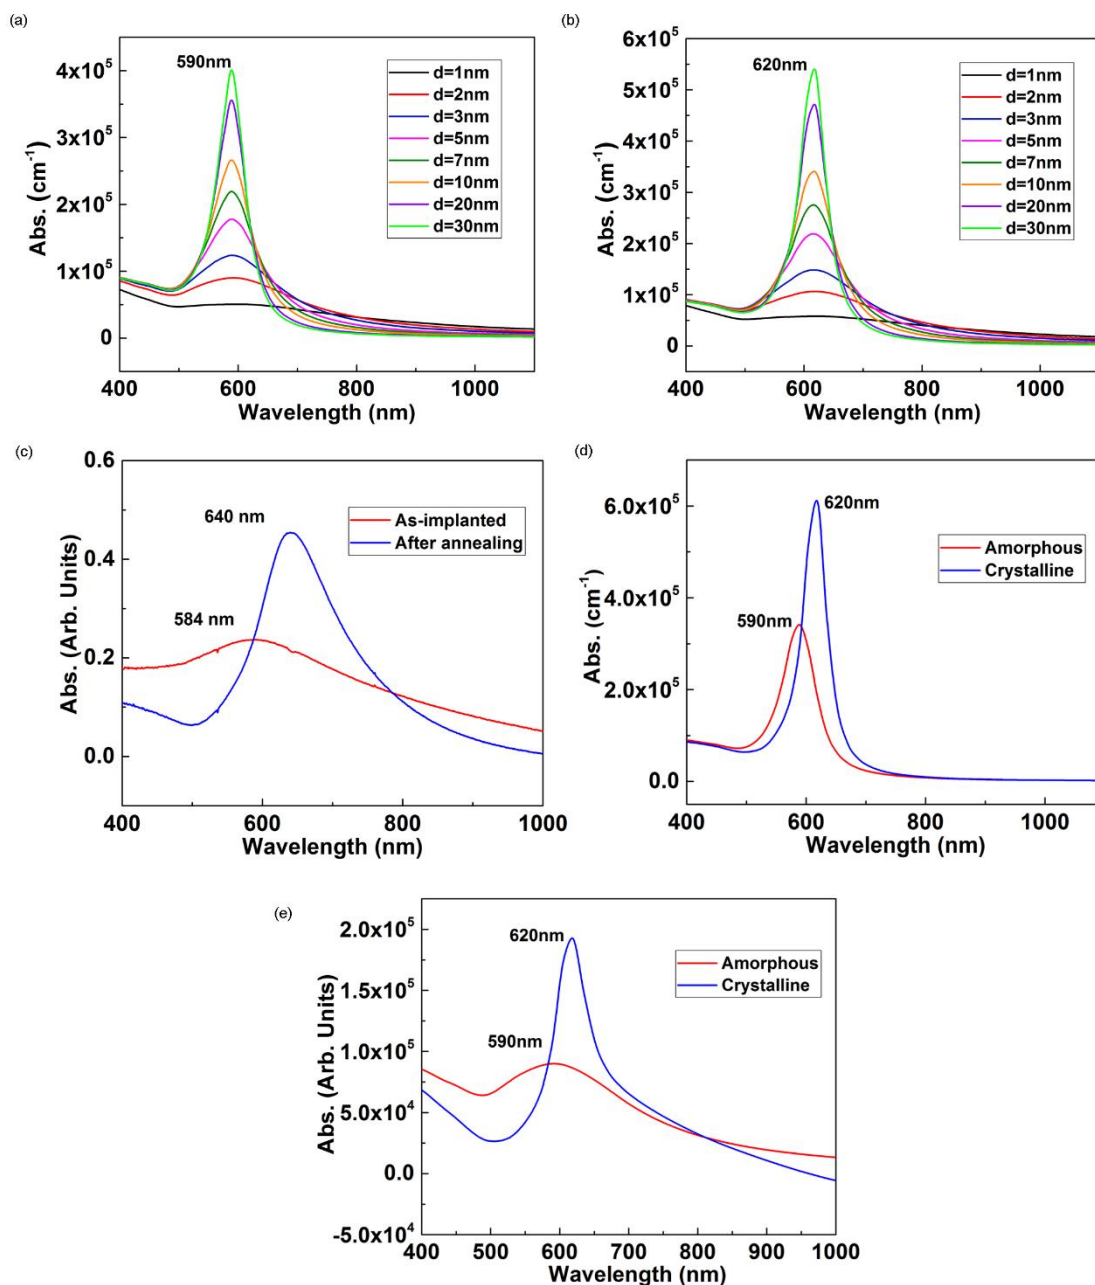 (a)
590nm
d=1nm
d=2nm
d=3nm
d=5nm
d=7nm
d=10nm
d=20nm
d=30nm
4x10⁵
3x10⁵
2x10⁵
1x10⁵
0
Abs. (cm⁻¹)
400 600 800 1000
Wavelength (nm)
(b)
620nm
d=1nm
d=2nm
d=3nm
d=5nm
d=7nm
d=10nm
d=20nm
d=30nm
6x10⁵
5x10⁵
4x10⁵
3x10⁵
2x10⁵
1x10⁵
0
Abs. (cm⁻¹)
400 600 800 1000
Wavelength (nm)
(c)
640 nm
584 nm
As-implanted
After annealing
0.6
0.4
0.2
0.0
Abs. (Arb. Units)
400 600 800 1000
Wavelength (nm)
(d)
620nm
590nm
Amorphous
Crystalline
6.0x10⁵
4.0x10⁵
2.0x10⁵
0.0
Abs. (cm⁻¹)
400 600 800 1000
Wavelength (nm)
(e)
620nm
590nm
Amorphous
Crystalline
2.0x10⁵
1.5x10⁵
1.0x10⁵
5.0x10⁴
0.0
-5.0x10⁴
Abs. (Arb. Units)
400 500 600 700 800 900 1000
Wavelength (nm)